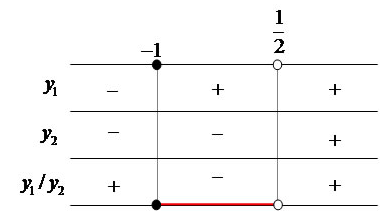 –1 1/2
y₁ – + +
y₂ – – +
y₁/y₂ + – +